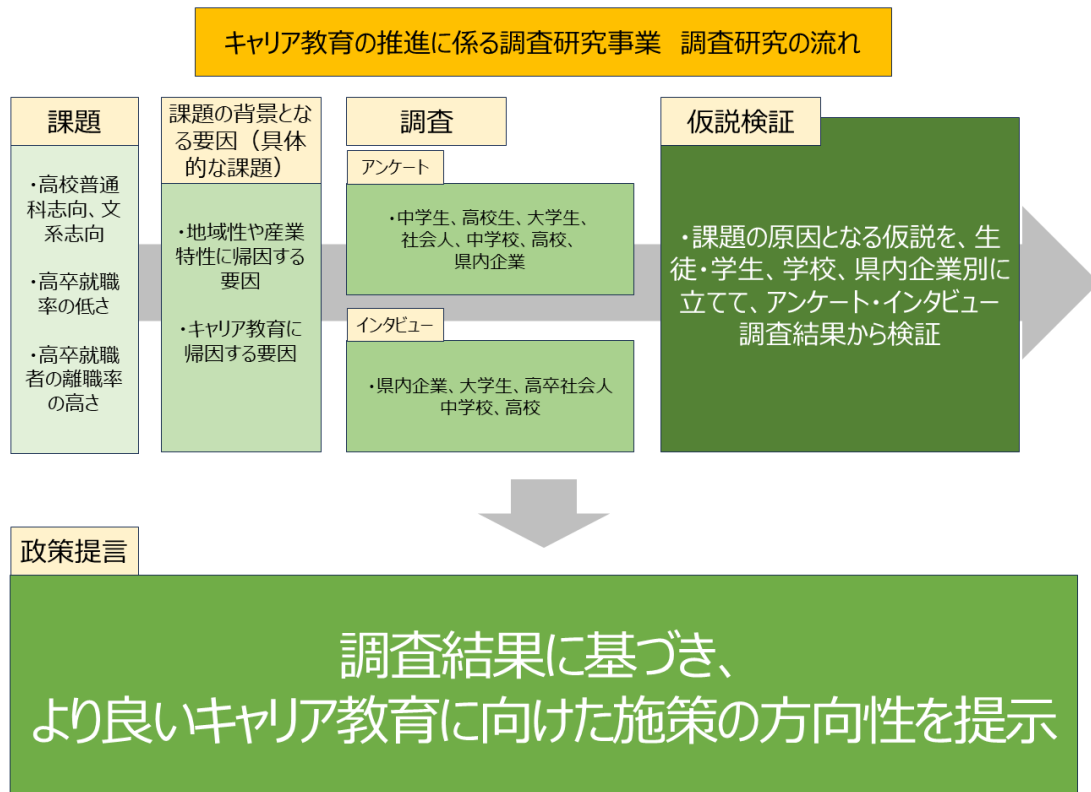 キャリア教育の推進に係る調査研究事業　調査研究の流れ
課題
・高校普通
科志向、文
系志向
・高卒就職
率の低さ
・高卒就職
者の離職率
の高さ
課題の背景とな
る要因（具体
的な課題）
・地域性や産業
特性に帰因する
要因
・キャリア教育に
帰因する要因
調査
アンケート
・中学生、高校生、大学生、
社会人、中学校、高校、
県内企業
インタビュー
・県内企業、大学生、高卒社会人
中学校、高校
仮説検証
・課題の原因となる仮説を、生
徒・学生、学校、県内企業別に
立てて、アンケート・インタビュー
調査結果から検証
政策提言
調査結果に基づき、
より良いキャリア教育に向けた施策の方向性を提示